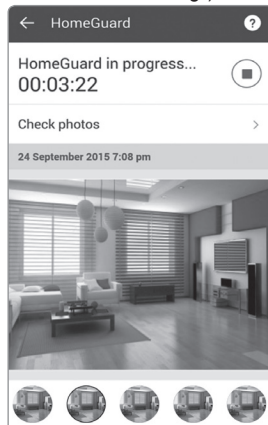 ← HomeGuard ?
HomeGuard in progress...
00:03:22
Check photos >
24 September 2015 7:08 pm